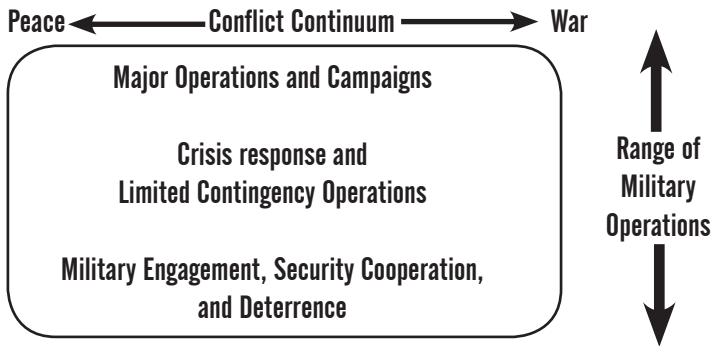 Peace Conflict Continuum War
Major Operations and Campaigns
Crisis response and
Limited Contingency Operations
Military Engagement, Security Cooperation,
and Deterrence
Range of
Military
Operations